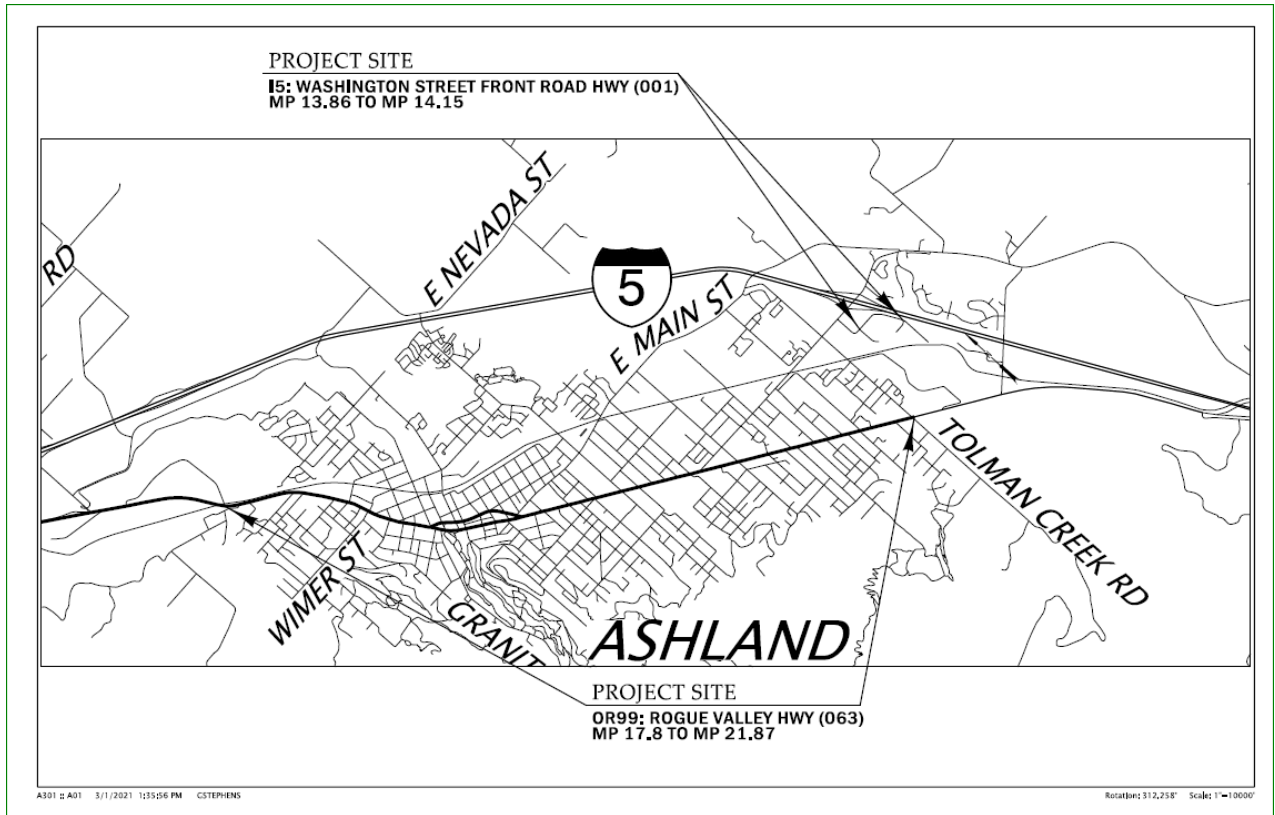 PROJECT SITE
I5: WASHINGTON STREET FRONT ROAD HWY (001)
MP 13.86 TO MP 14.15
RD
E NEVADA ST
5
E MAIN ST
TOLMAN CREEK RD
WIMER ST
GRANIT
ASHLAND
PROJECT SITE
OR99: ROGUE VALLEY HWY (063)
MP 17.8 TO MP 21.87
A301 :: A01 3/1/2021 1:35:56 PM CSTEPHENS
Rotation: 312.258° Scale: 1"=10000'